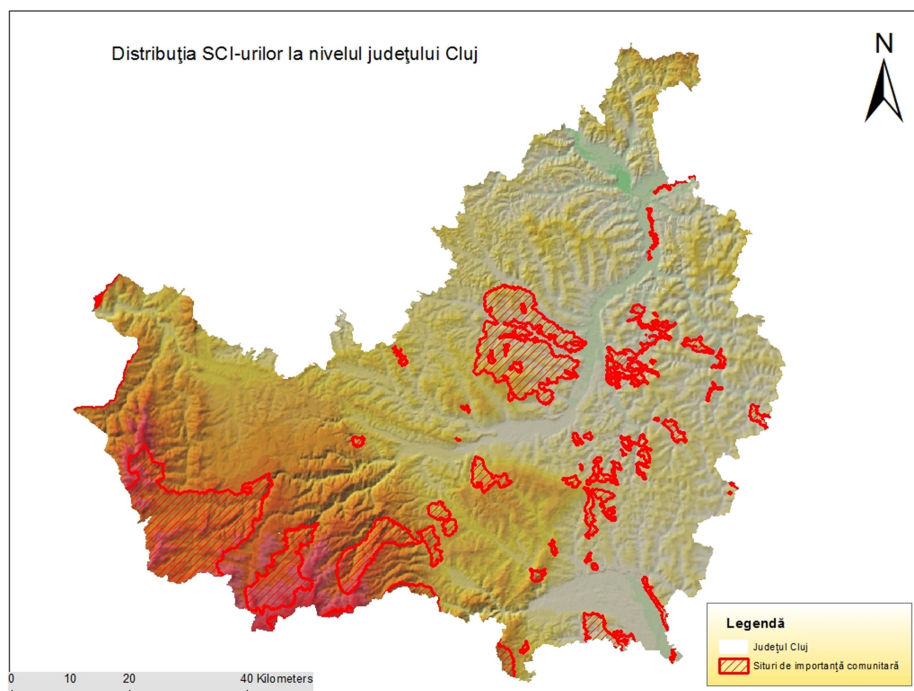 Distribuţia SCI-urilor la nivelul judeţului Cluj
N
Legendă
Judeţul Cluj
Situri de importanţă comunitară
0 10 20 40 Kilometers